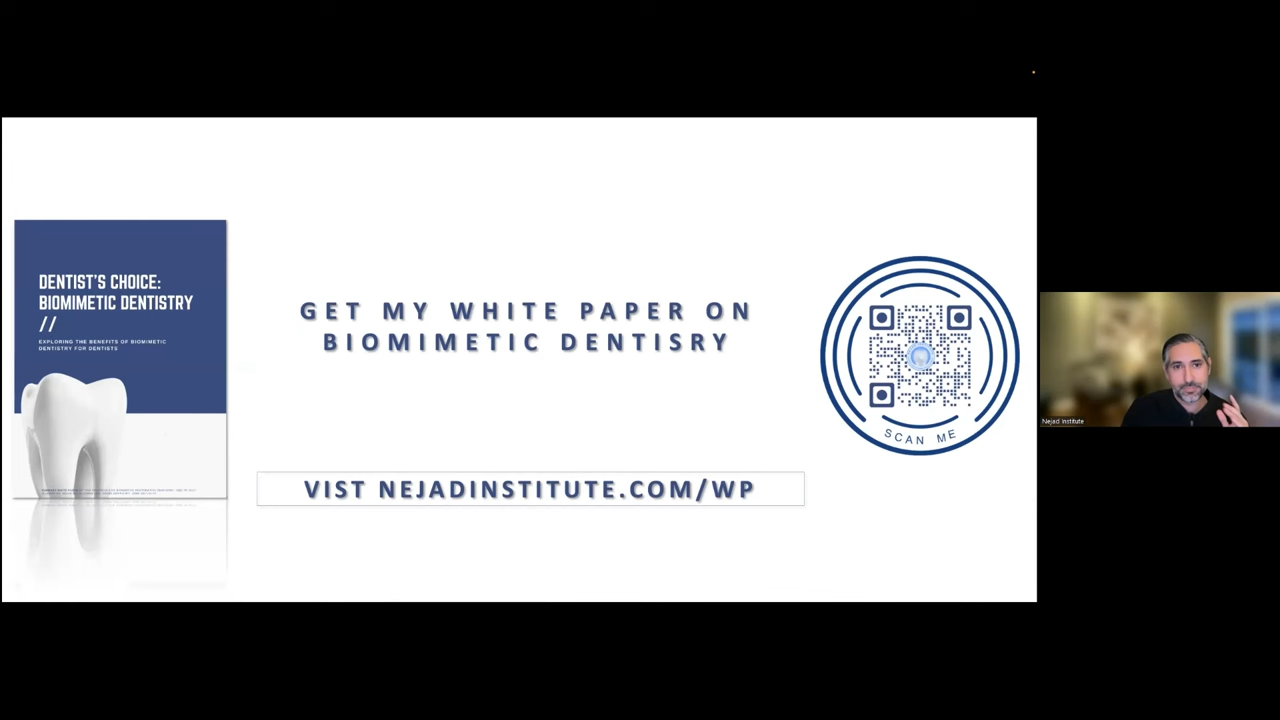 DENTIST'S CHOICE:
BIOMIMETIC DENTISTRY
//
EXPLORING THE BENEFITS OF BIOMIMETIC
DENTISTRY FOR DENTISTS
GET MY WHITE PAPER ON
BIOMIMETIC DENTISRY
VIST NEJADINSTITUTE.COM/WP
SCAN ME
Nejad Institute